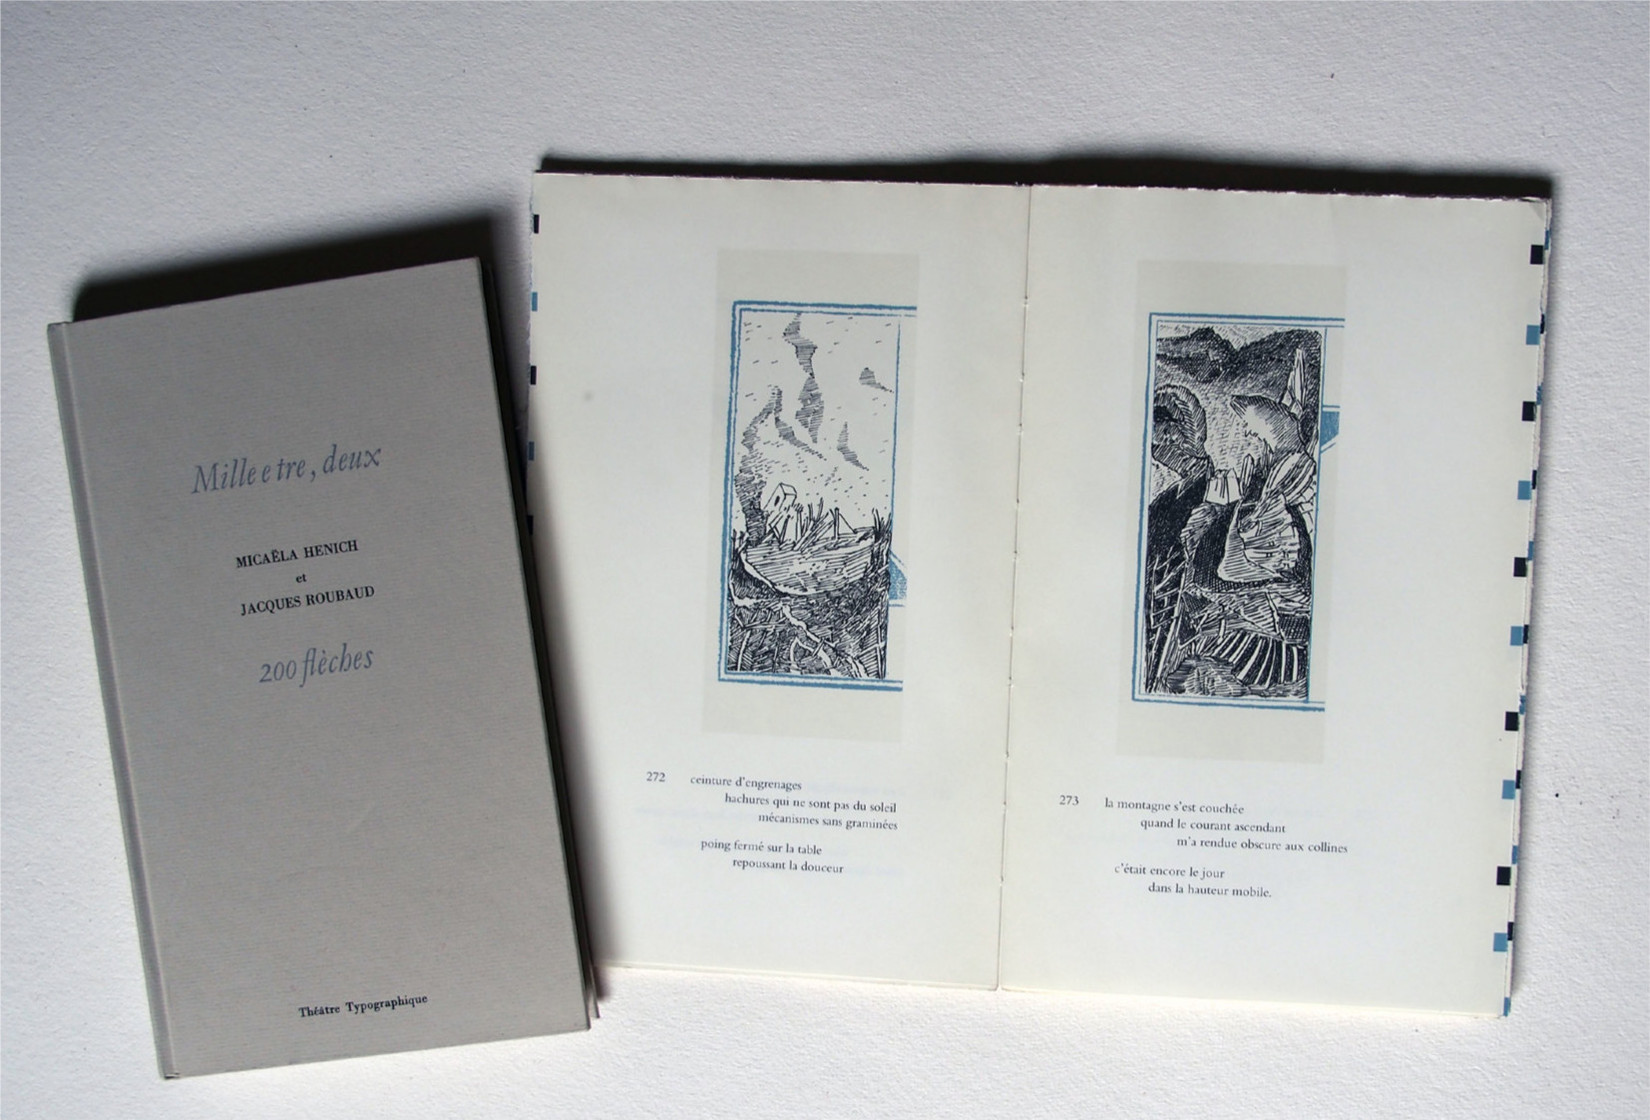 Mille e tre, deux
MICAËLA HENICH
et
JACQUES ROUBAUD
200 flèches
Théâtre Typographique
272 ceinture d'engrenages
hachures qui ne sont pas du soleil
mécanismes sans graminées
poing fermé sur la table
repoussant la douceur
273 la montagne s'est couchée
quand le courant ascendant
m'a rendue obscure aux collines
c'était encore le jour
dans la hauteur mobile.